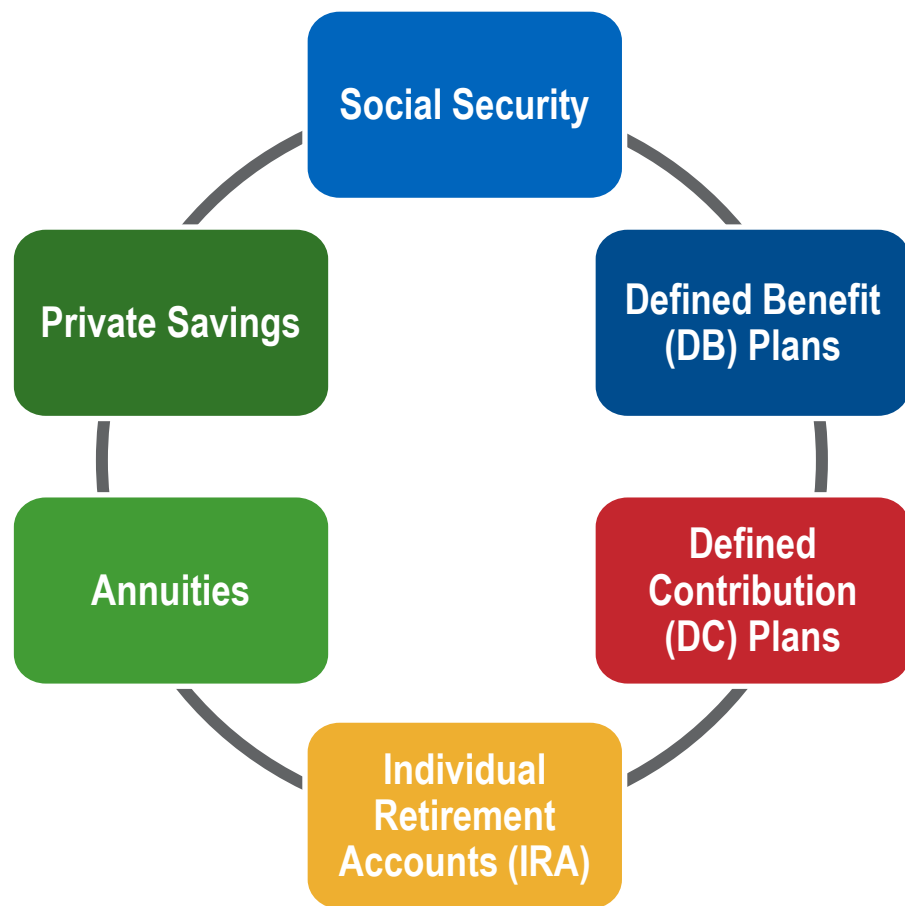 Social Security
Defined Benefit
(DB) Plans
Defined
Contribution
(DC) Plans
Individual
Retirement
Accounts (IRA)
Annuities
Private Savings